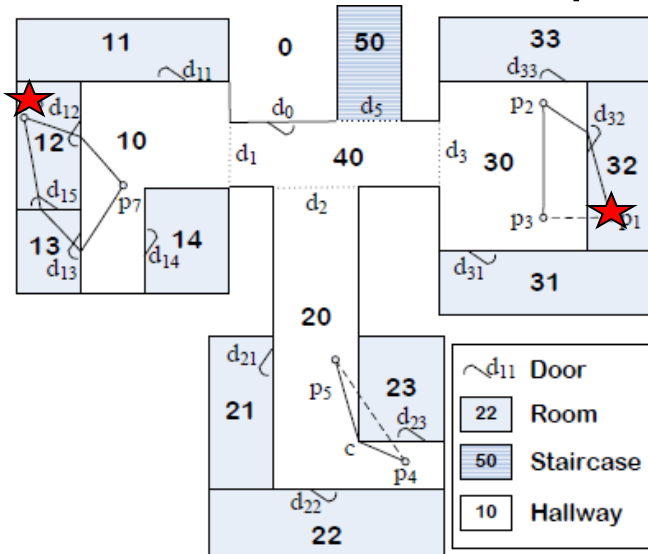 11
0
50
33
d11
d33
d12
d0
d5
p2
d32
12
10
d1
40
d3
30
32
d15
p7
d2
p3
p1
13
14
d13
d14
d31
31
20
d21
p5
23
21
d23
c
p4
d22
22
d11 Door
22 Room
50 Staircase
10 Hallway